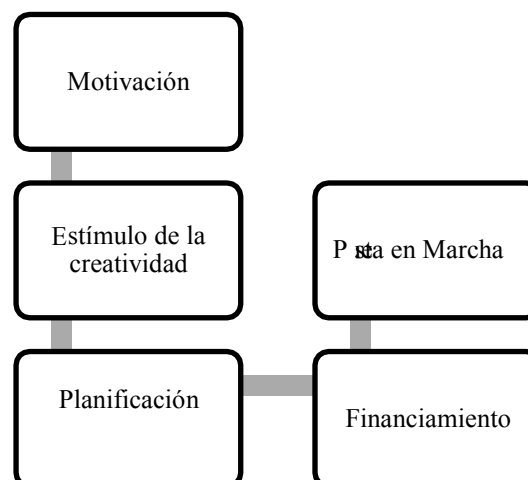 Motivación
Estímulo de la
creatividad
Planificación
Financiamiento
en Marcha